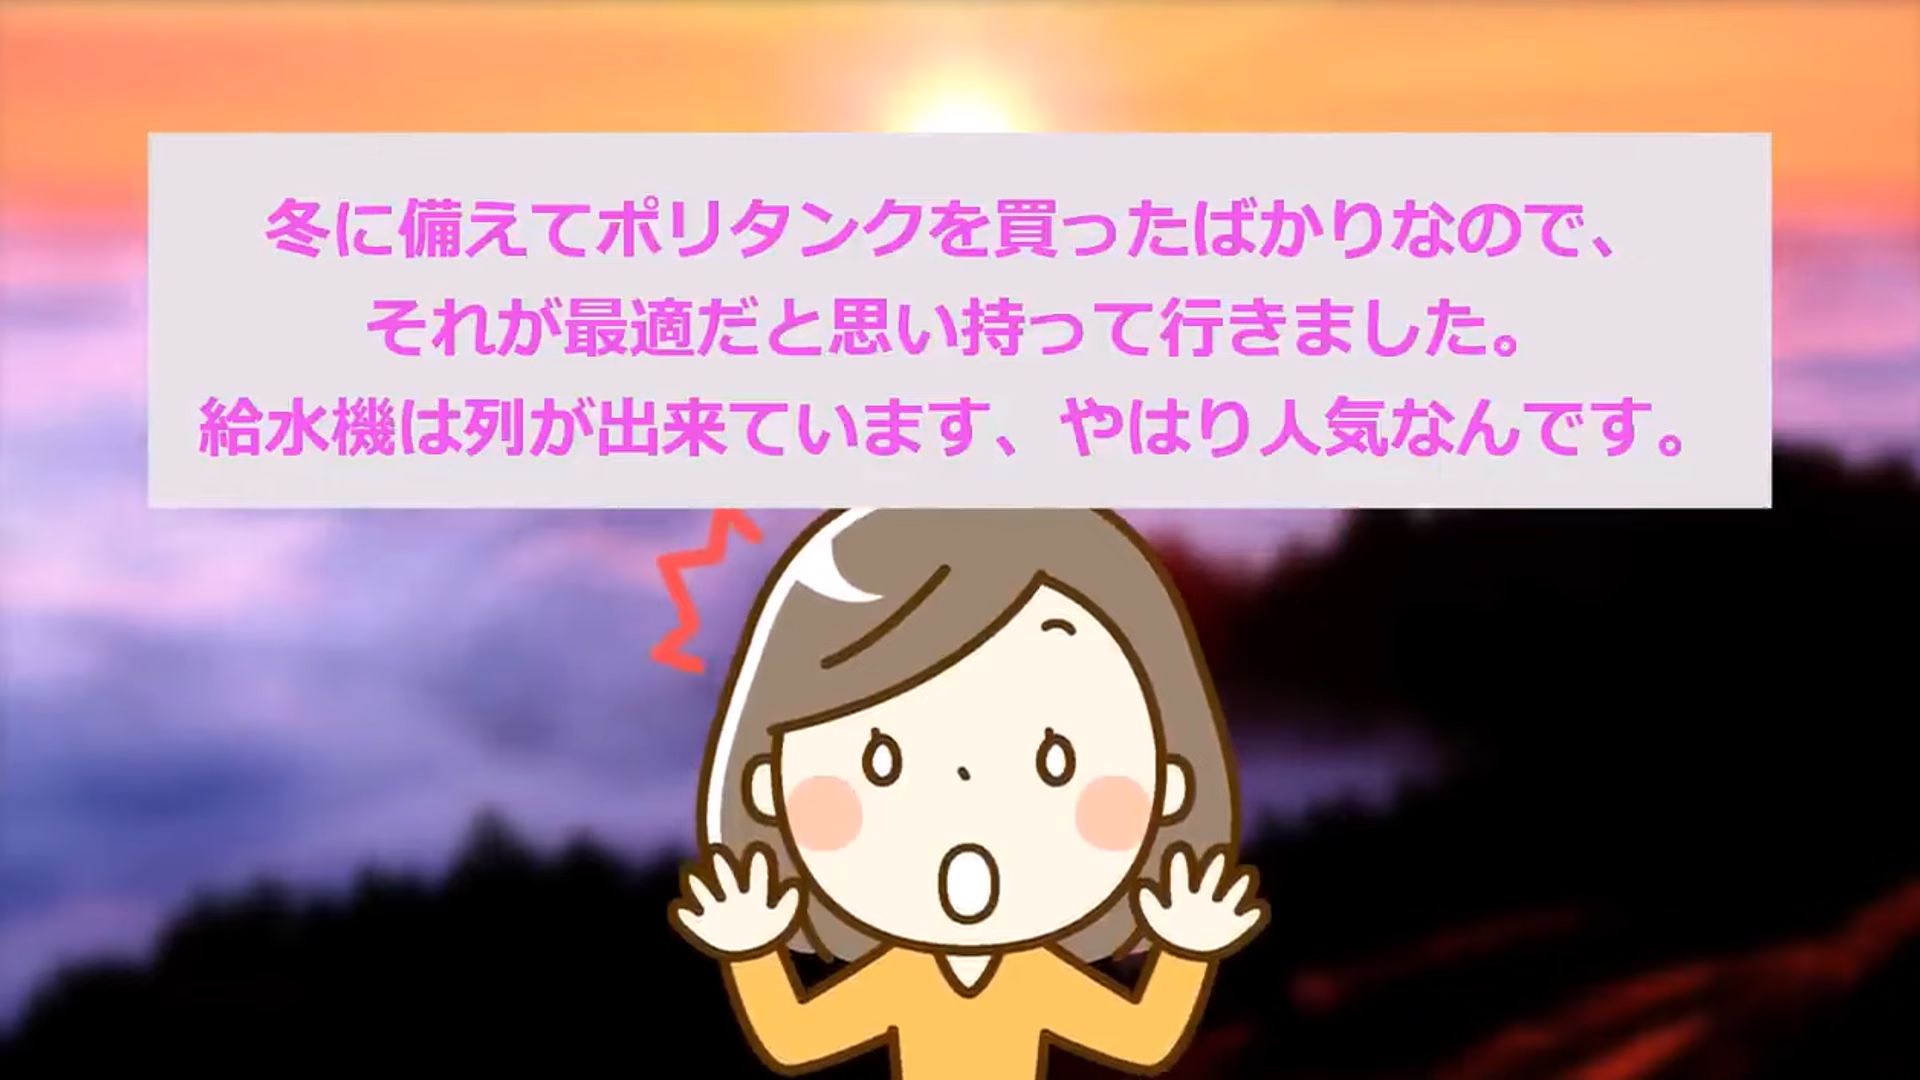 冬に備えてポリタンクを買ったばかりなので、
それが最適だと思い持って行きました。
給水機は列が出来ています、やはり人気なんです。